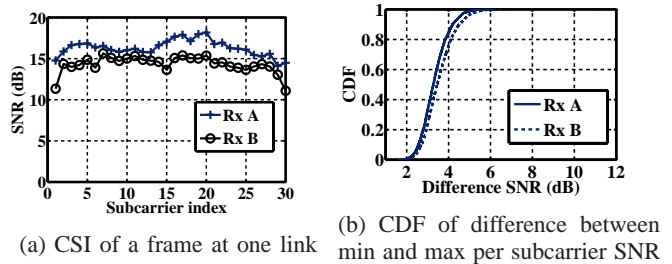 20
15
10
5
0
SNR (dB)
Rx A
Rx B
0 5 10 15 20 25 30
Subcarrier index
(a) CSI of a frame at one link
1
0.8
0.6
0.4
0.2
0
CDF
Rx A
Rx B
2 4 6 8 10 12
Difference SNR (dB)
(b) CDF of difference between
min and max per subcarrier SNR